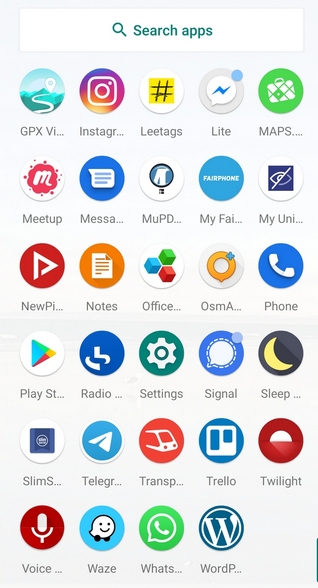 Search apps
GPX Vi... Instagr... Leetags Lite MAPS....
Meetup Messa... MuPD... My Fai... My Uni...
FAIRPHONE
NewPi... Notes Office... OsmA... Phone
Play St... Radio ... Settings Signal Sleep ...
SlimS... Telegr... Transp... Trello Twilight
Voice ... Waze Whats... WordP...